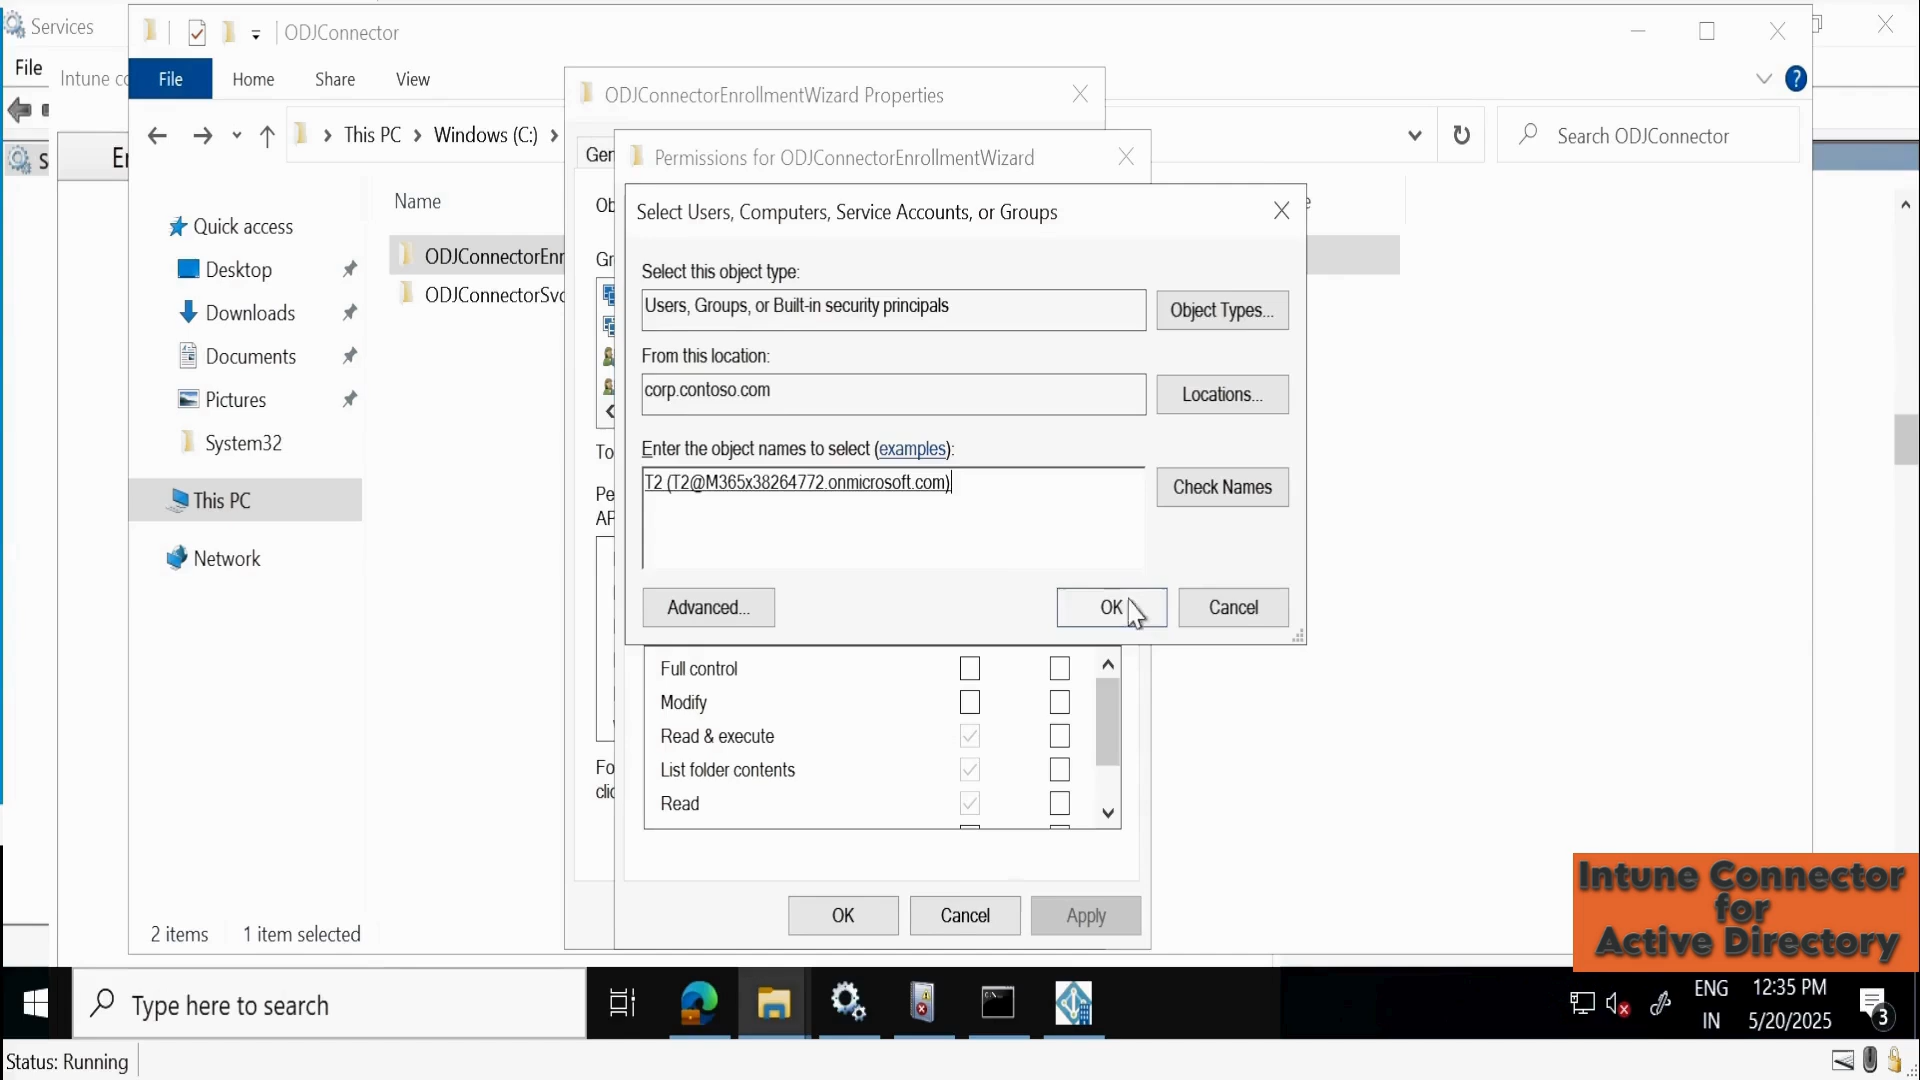 Services
ODJConnector
File
Intune co
File
Home
Share
View
?
ODJConnectorEnrollmentWizard Properties
This PC
Windows (C:)
Search ODJConnector
Permissions for ODJConnectorEnrollmentWizard
Name
Select Users, Computers, Service Accounts, or Groups
Quick access
Desktop
Downloads
Documents
Pictures
System32
This PC
Network
ODJConnectorEnr
ODJConnectorSvc
Select this object type:
Users, Groups, or Built-in security principals
Object Types...
From this location:
corp.contoso.com
Locations...
Enter the object names to select (examples):
T2 (T2@M365x38264772.onmicrosoft.com)
Check Names
Advanced...
OK
Cancel
Full control
Modify
Read & execute
List folder contents
Read
OK
Cancel
Apply
2 items
1 item selected
Intune Connector
for
Active Directory
Type here to search
ENG
IN
12:35 PM
5/20/2025
3
Status: Running